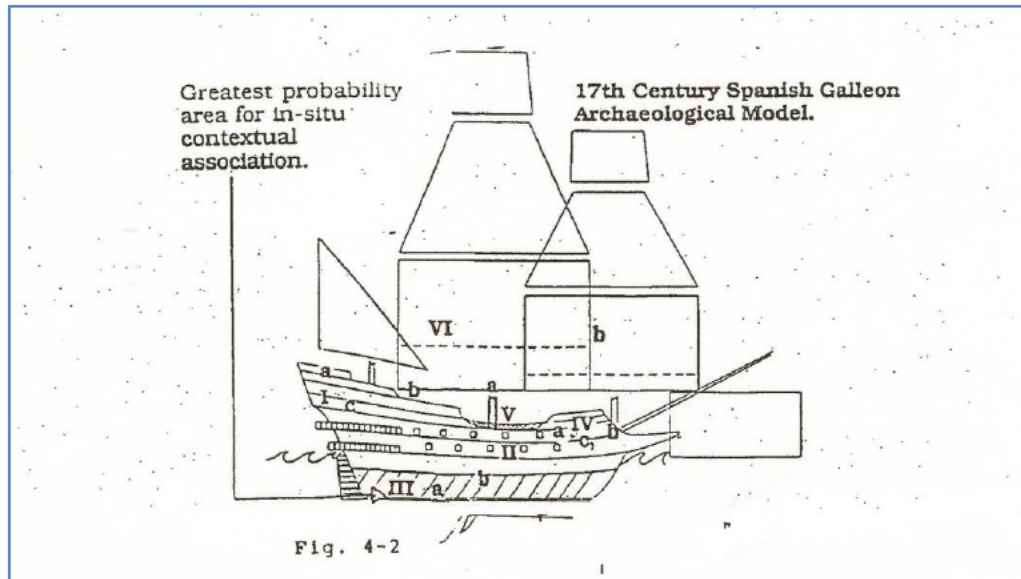 Greatest probability
area for in-situ
contextual
association.
17th Century Spanish Galleon
Archaeological Model.
VI
b
a
a
b
I
c
V
a
IV
b
c
II
b
III a
Fig. 4-2